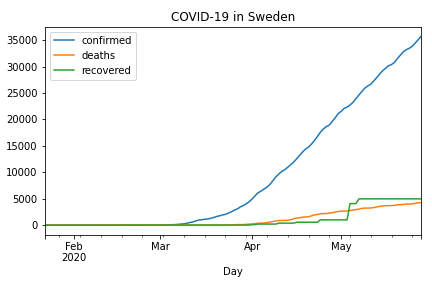 COVID-19 in Sweden
confirmed
deaths
recovered
35000
30000
25000
20000
15000
10000
5000
0
Feb
2020
Mar
Apr
May
Day